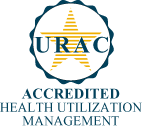 URAC
ACCREDITED
HEALTH UTILIZATION
MANAGEMENT